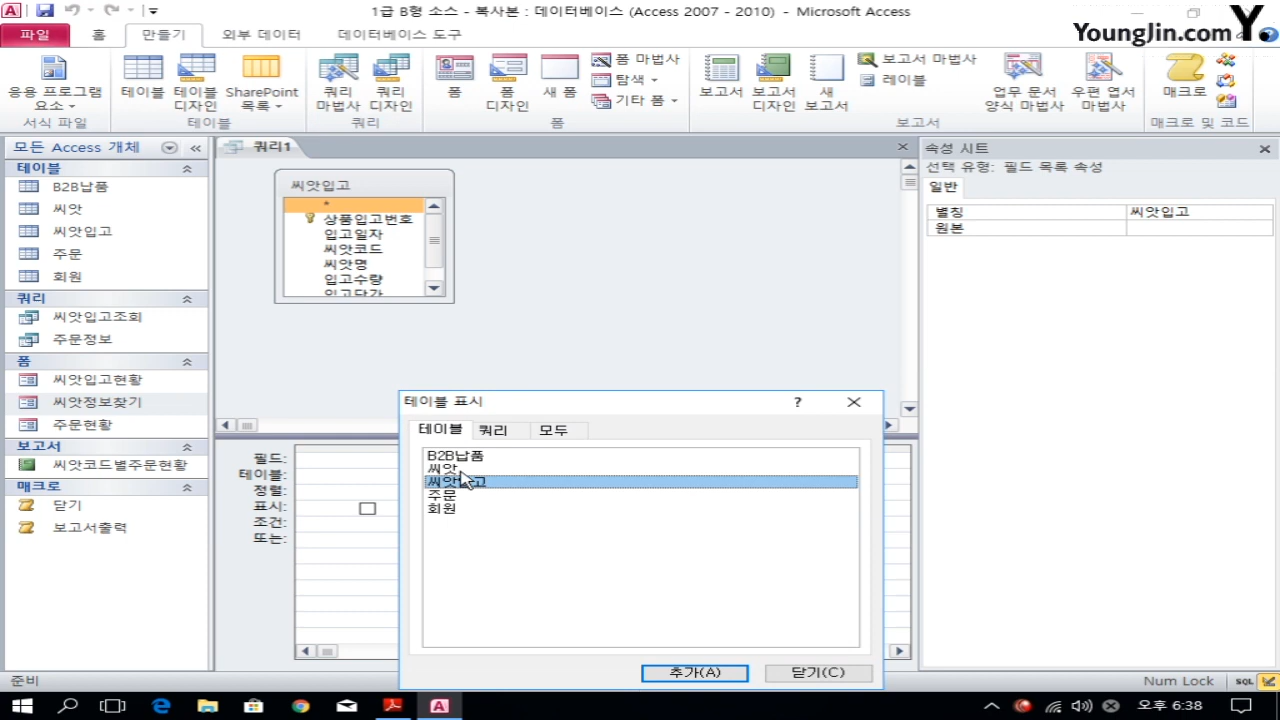 1급 B형 소스 - 복사본 : 데이터베이스 (Access 2007 - 2010) - Microsoft Access
파일 홈 만들기 외부 데이터 데이터베이스 도구
YoungJin.com Y.
응용 프로그램 요소 테이블 테이블 디자인 SharePoint 목록 쿼리 마법사 쿼리 디자인 폼 폼 디자인 새 폼 폼 마법사 탐색 기타 폼 보고서 보고서 디자인 새 보고서 보고서 마법사 레이블 업무 문서 양식 마법사 우편 엽서 마법사 매크로
서식 파일 테이블 쿼리 폼 보고서 매크로 및 코드
모든 Access 개체
테이블
B2B납품
씨앗
씨앗입고
주문
회원
쿼리
씨앗입고조회
주문정보
폼
씨앗입고현황
씨앗정보찾기
주문현황
보고서
씨앗코드별주문현황
매크로
닫기
보고서출력
쿼리1
씨앗입고
*
상품입고번호
입고일자
씨앗코드
씨앗명
입고수량
입고단가
필드:
테이블:
정렬:
표시:
조건:
또는:
테이블 표시 ?
테이블 쿼리 모두
B2B납품
씨앗
씨앗입고
주문
회원
추가(A) 닫기(C)
속성 시트
선택 유형: 필드 목록 속성
일반
별칭 씨앗입고
원본
준비 Num Lock SQL
오후 6:38